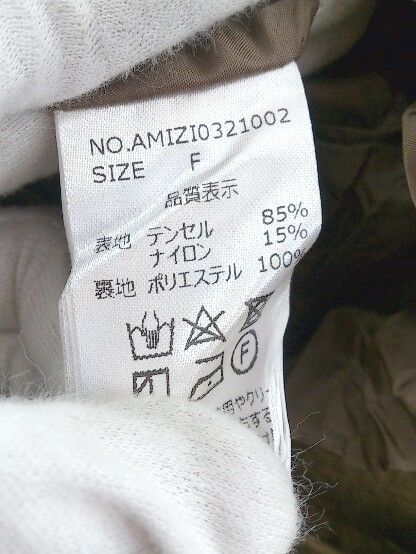 NO.AMIZI0321002
SIZE F
品質表示
表地 テンセル 85%
ナイロン 15%
裏地 ポリエステル 100%
F